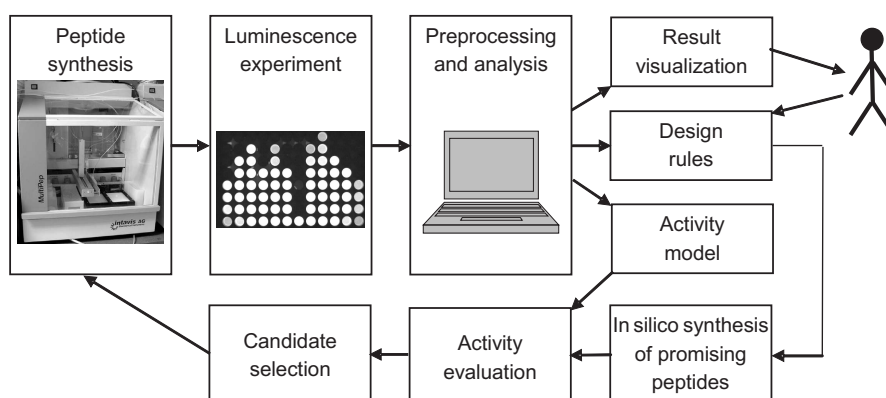 Peptide
synthesis
MultiPep
intavis ag
Luminescence
experiment
Preprocessing
and analysis
Result
visualization
Design
rules
Activity
model
Candidate
selection
Activity
evaluation
In silico synthesis
of promising
peptides